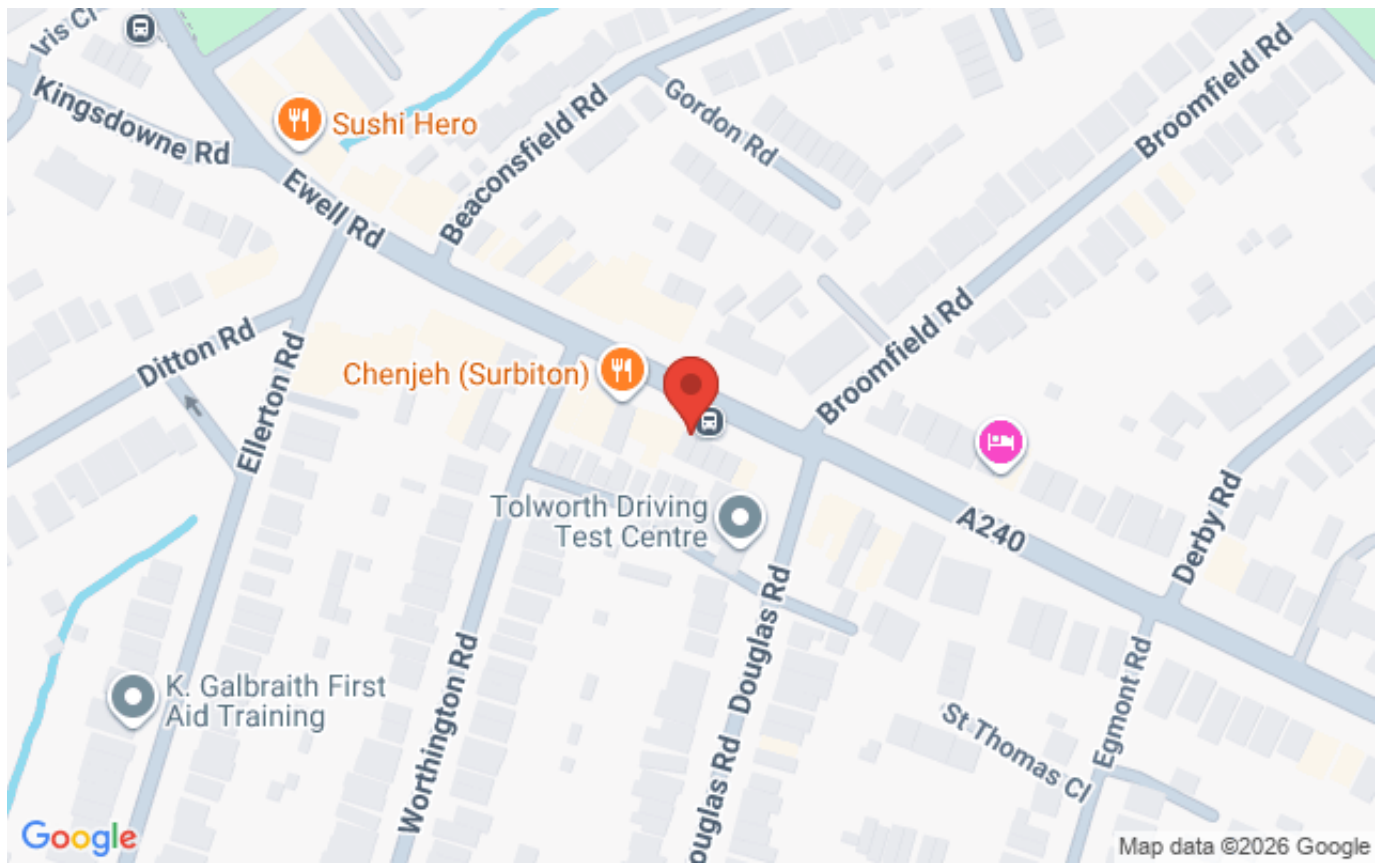 Iris Cl
Kingsdowne Rd
Sushi Hero
Ewell Rd
Beaconsfield Rd
Gordon Rd
Broomfield Rd
Ditton Rd
Ellerton Rd
Chenjeh (Surbiton)
Broomfield Rd
Tolworth Driving
Test Centre
A240
Derby Rd
Worthington Rd
Douglas Rd
Douglas Rd
K. Galbraith First
Aid Training
St Thomas Cl
Egmont Rd
Google
Map data ©2026 Google